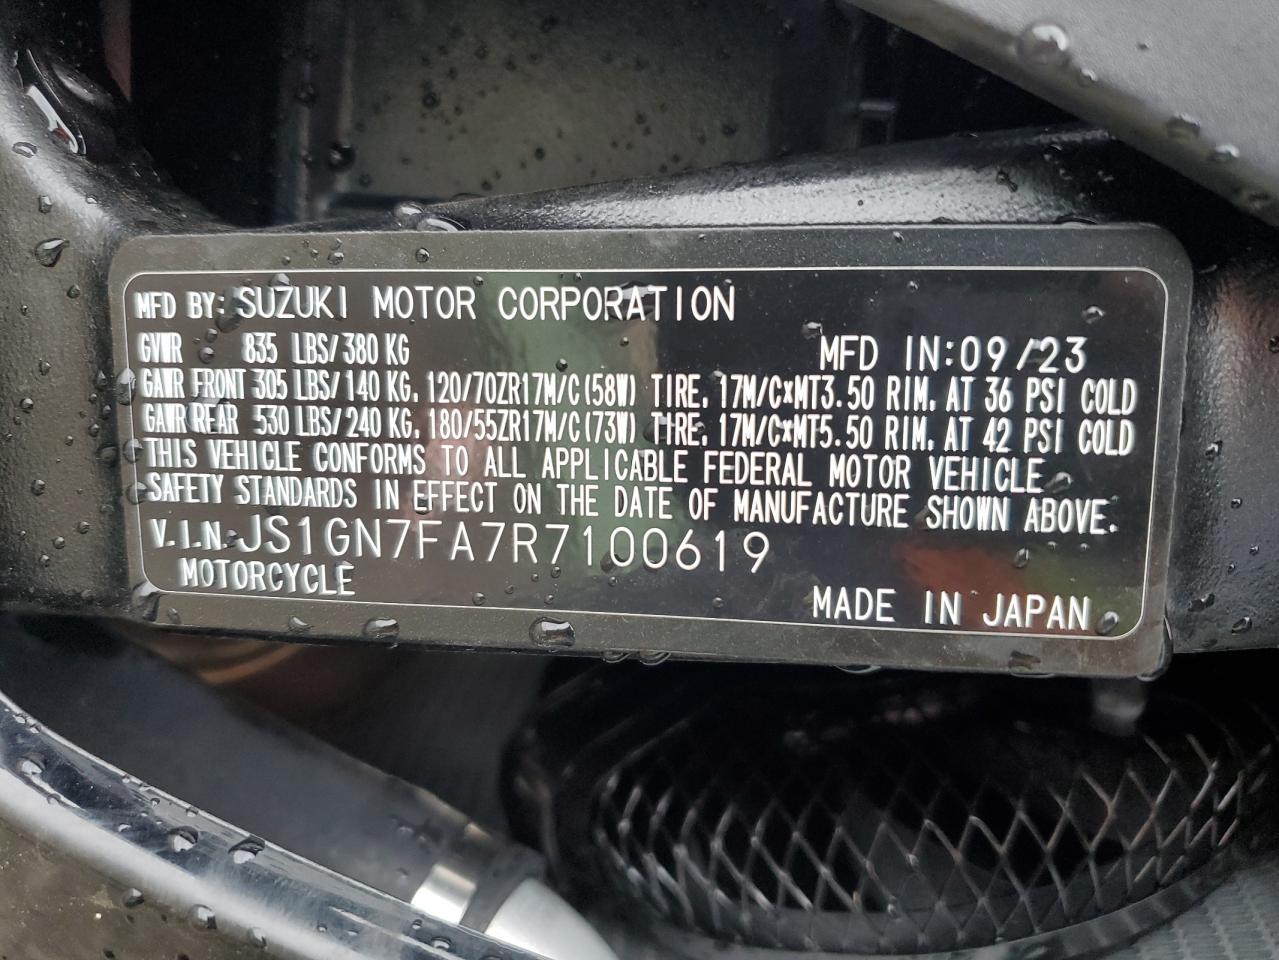 MFD BY: SUZUKI MOTOR CORPORATION
GVWR 835 LBS/380 KG MFD IN:09/23
GAWR FRONT 305 LBS/140 KG. 120/70ZR17M/C(58W) TIRE, 17M/C×MT3.50 RIM, AT 36 PSI COLD
GAWR REAR 530 LBS/240 KG. 180/55ZR17M/C(73W) TIRE, 17M/C×MT5.50 RIM, AT 42 PSI COLD
THIS VEHICLE CONFORMS TO ALL APPLICABLE FEDERAL MOTOR VEHICLE
SAFETY STANDARDS IN EFFECT ON THE DATE OF MANUFACTURE SHOWN ABOVE.
V.I.N. JS1GN7FA7R7100619
MOTORCYCLE
MADE IN JAPAN